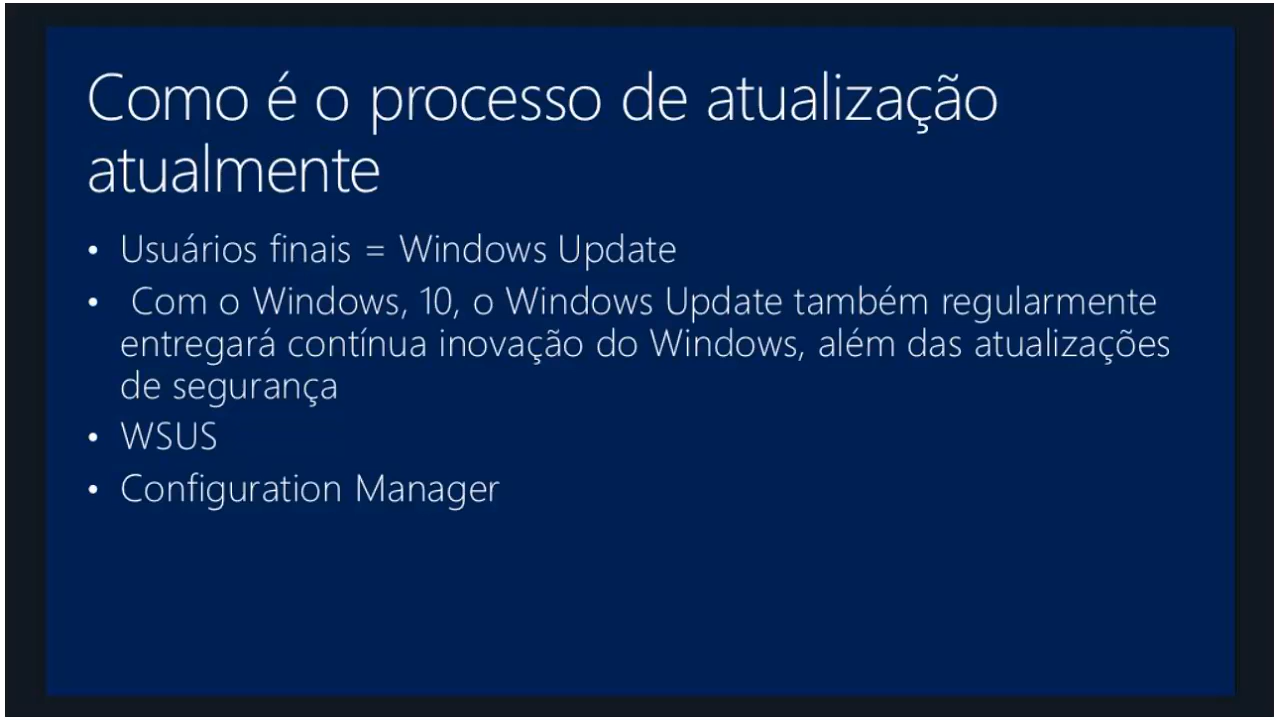 Como é o processo de atualização
atualmente
• Usuários finais = Windows Update
• Com o Windows, 10, o Windows Update também regularmente
entregará contínua inovação do Windows, além das atualizações
de segurança
• WSUS
• Configuration Manager